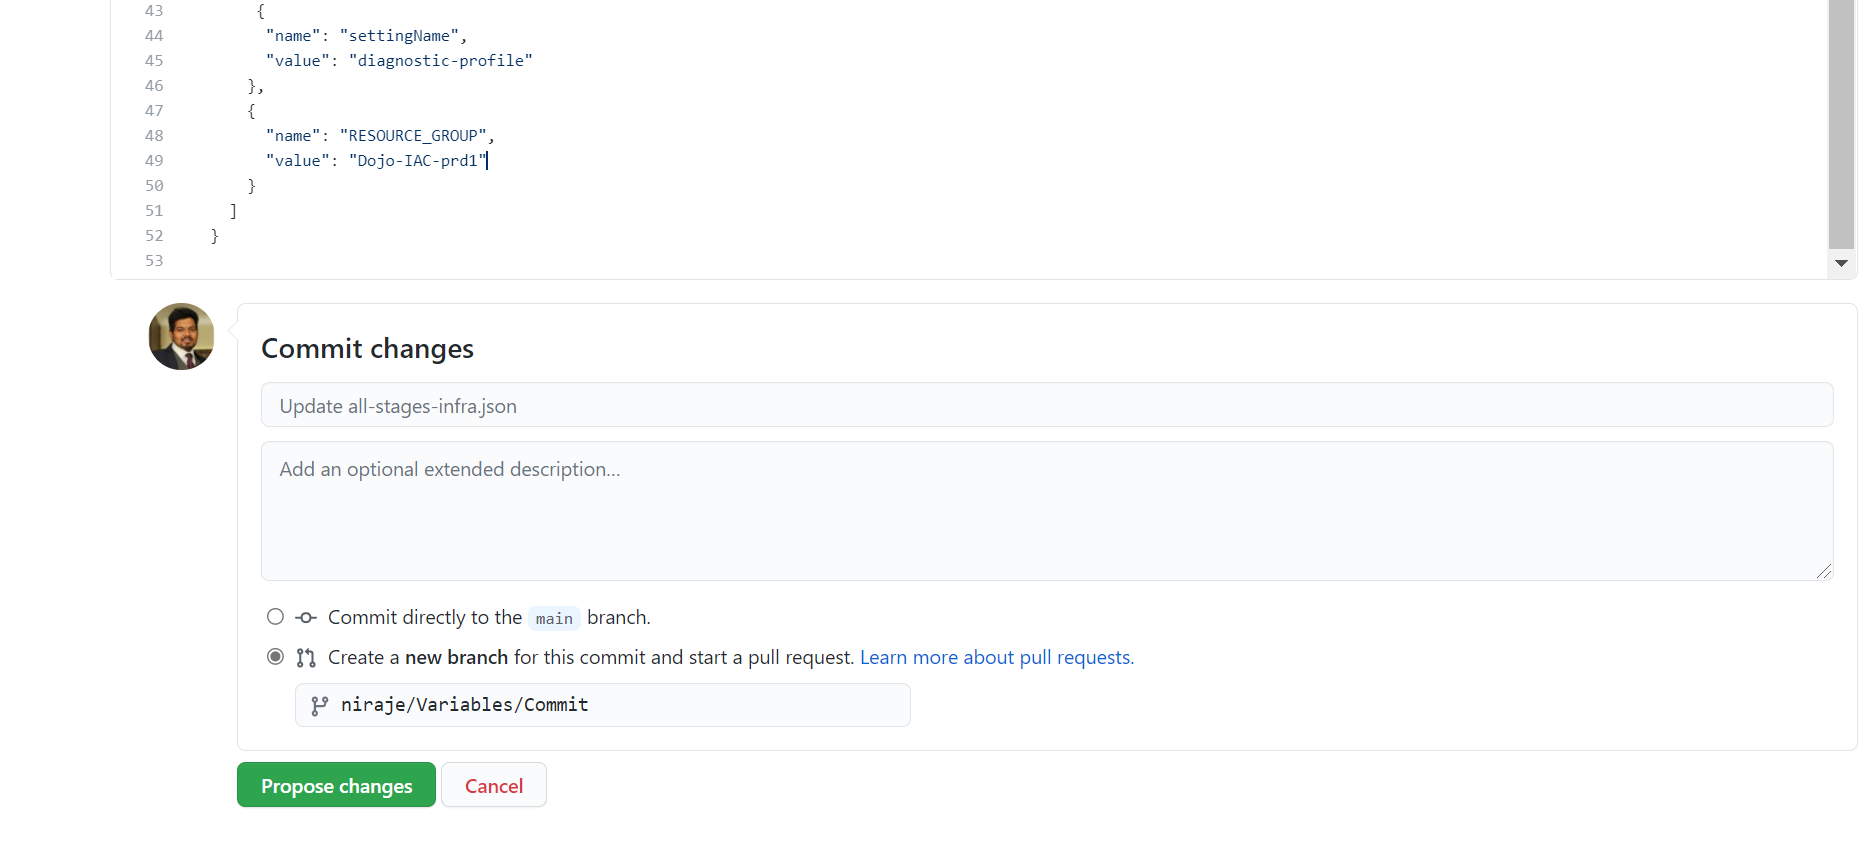 43 {
44 "name": "settingName",
45 "value": "diagnostic-profile"
46 },
47 {
48 "name": "RESOURCE_GROUP",
49 "value": "Dojo-IAC-prd1"
50 }
51 ]
52 }
53
Commit changes
Update all-stages-infra.json
Add an optional extended description...
Commit directly to the main branch.
Create a new branch for this commit and start a pull request. Learn more about pull requests.
niraje/Variables/Commit
Propose changes Cancel